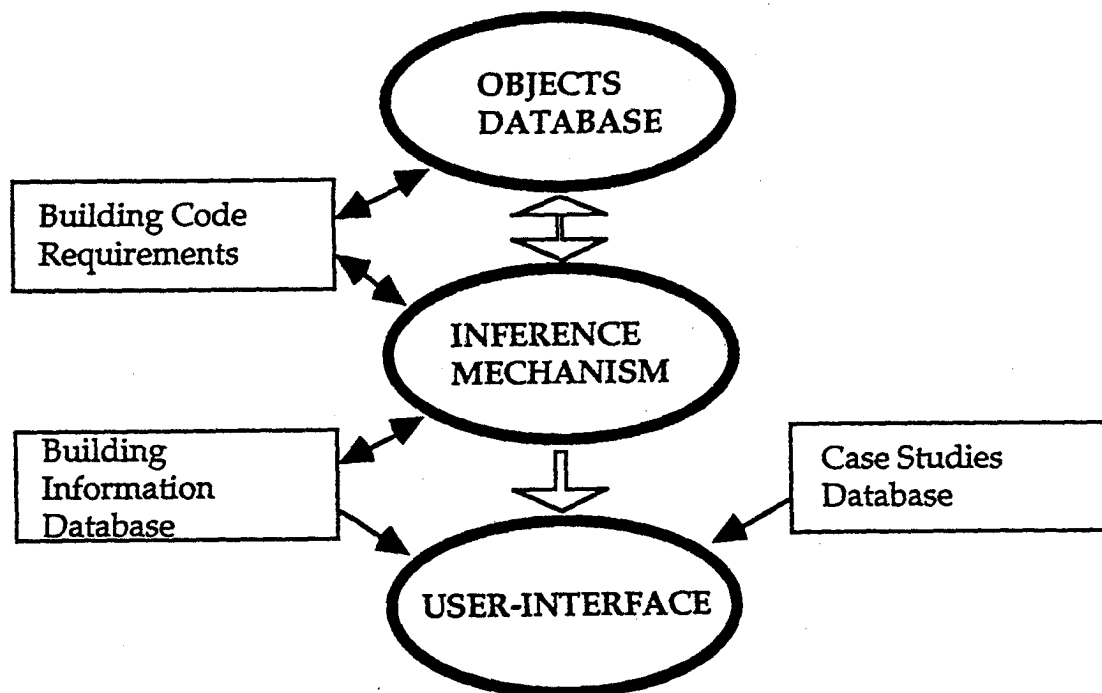 OBJECTS
DATABASE
Building Code
Requirements
INFERENCE
MECHANISM
Building
Information
Database
Case Studies
Database
USER-INTERFACE